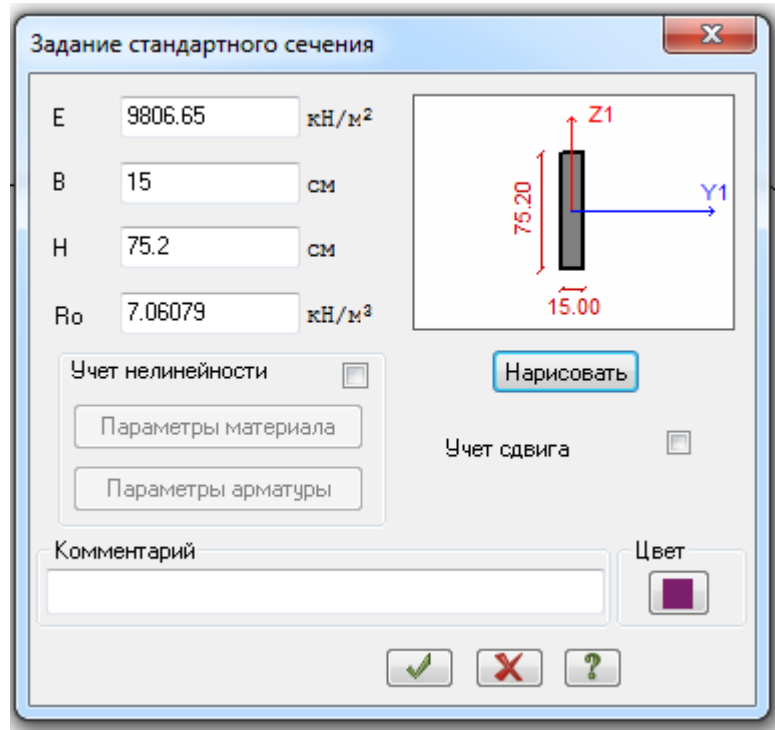 Задание стандартного сечения
E 9806.65 кН/м²
B 15 см
H 75.2 см
Ro 7.06079 кН/м³
Z1
Y1
75.20
15.00
Учет нелинейности
Параметры материала
Параметры арматуры
Нарисовать
Учет сдвига
Комментарий
Цвет